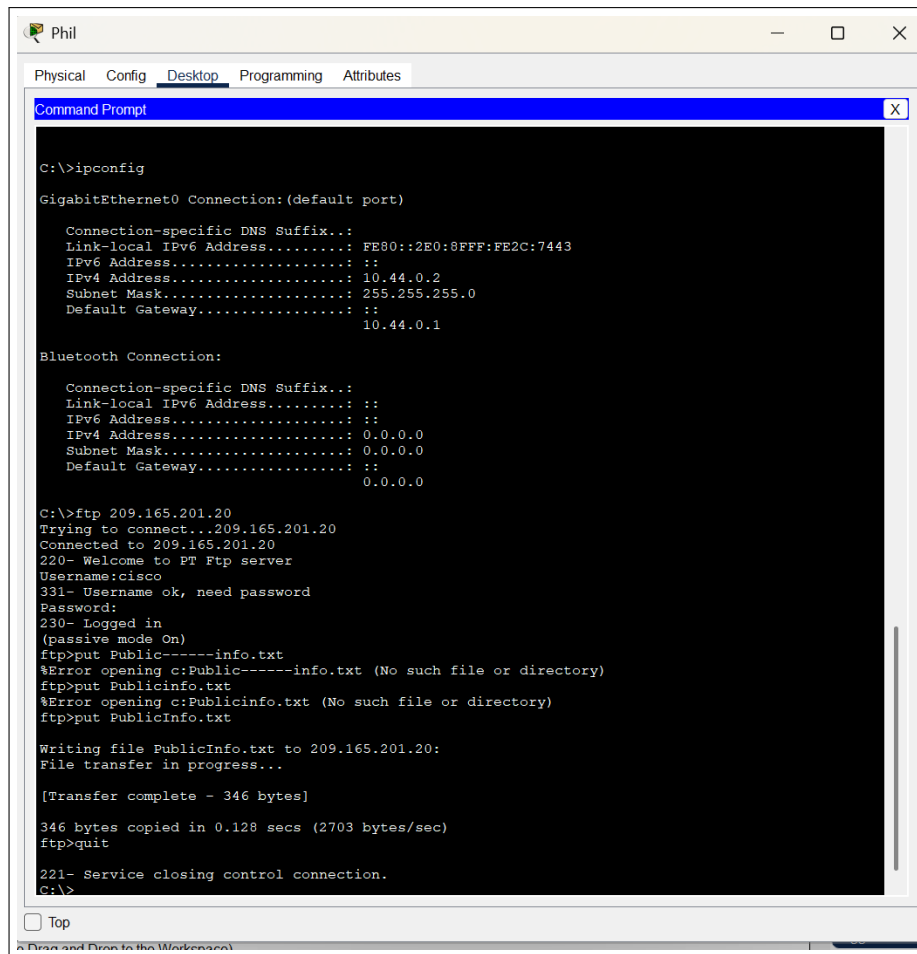 Phil
Physical Config Desktop Programming Attributes
Command Prompt X
C:\>ipconfig
GigabitEthernet0 Connection:(default port)
Connection-specific DNS Suffix..:
Link-local IPv6 Address.........: FE80::2E0:8FFF:FE2C:7443
IPv6 Address....................: ::
IPv4 Address....................: 10.44.0.2
Subnet Mask.....................: 255.255.255.0
Default Gateway.................: ::
10.44.0.1
Bluetooth Connection:
Connection-specific DNS Suffix..:
Link-local IPv6 Address.........: ::
IPv6 Address....................: ::
IPv4 Address....................: 0.0.0.0
Subnet Mask.....................: 0.0.0.0
Default Gateway.................: ::
0.0.0.0
C:\>ftp 209.165.201.20
Trying to connect...209.165.201.20
Connected to 209.165.201.20
220- Welcome to PT Ftp server
Username:cisco
331- Username ok, need password
Password:
230- Logged in
(passive mode On)
ftp>put Public------info.txt
%Error opening c:Public------info.txt (No such file or directory)
ftp>put Publicinfo.txt
%Error opening c:Publicinfo.txt (No such file or directory)
ftp>put PublicInfo.txt
Writing file PublicInfo.txt to 209.165.201.20:
File transfer in progress...
[Transfer complete - 346 bytes]
346 bytes copied in 0.128 secs (2703 bytes/sec)
ftp>quit
221- Service closing control connection.
C:\>
Top
Drag and Drop to the Workspace)